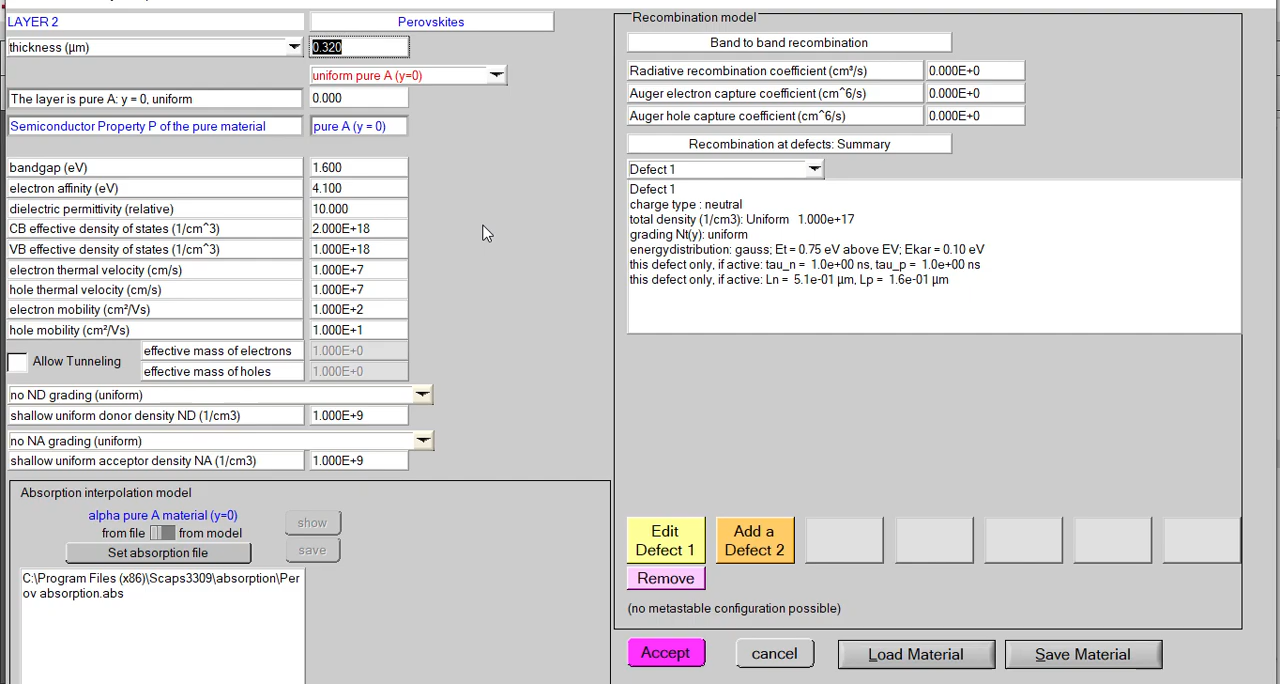 LAYER 2
Perovskites
thickness (µm)
0.320
uniform pure A (y=0)
The layer is pure A: y = 0, uniform
0.000
Semiconductor Property P of the pure material
pure A (y = 0)
bandgap (eV)
1.600
electron affinity (eV)
4.100
dielectric permittivity (relative)
10.000
CB effective density of states (1/cm^3)
2.000E+18
VB effective density of states (1/cm^3)
1.000E+18
electron thermal velocity (cm/s)
1.000E+7
hole thermal velocity (cm/s)
1.000E+7
electron mobility (cm²/Vs)
1.000E+2
hole mobility (cm²/Vs)
1.000E+1
Allow Tunneling
effective mass of electrons
1.000E+0
effective mass of holes
1.000E+0
no ND grading (uniform)
shallow uniform donor density ND (1/cm3)
1.000E+9
no NA grading (uniform)
shallow uniform acceptor density NA (1/cm3)
1.000E+9
Absorption interpolation model
alpha pure A material (y=0)
from file
from model
show
Set absorption file
save
C:\Program Files (x86)\Scaps3309\absorption\Per
ov absorption.abs
Recombination model
Band to band recombination
Radiative recombination coefficient (cm³/s)
0.000E+0
Auger electron capture coefficient (cm^6/s)
0.000E+0
Auger hole capture coefficient (cm^6/s)
0.000E+0
Recombination at defects: Summary
Defect 1
Defect 1
charge type : neutral
total density (1/cm3): Uniform 1.000e+17
grading Nt(y): uniform
energydistribution: gauss; Et = 0.75 eV above EV; Ekar = 0.10 eV
this defect only, if active: tau_n = 1.0e+00 ns, tau_p = 1.0e+00 ns
this defect only, if active: Ln = 5.1e-01 µm, Lp = 1.6e-01 µm
Edit
Defect 1
Add a
Defect 2
Remove
(no metastable configuration possible)
Accept
cancel
Load Material
Save Material